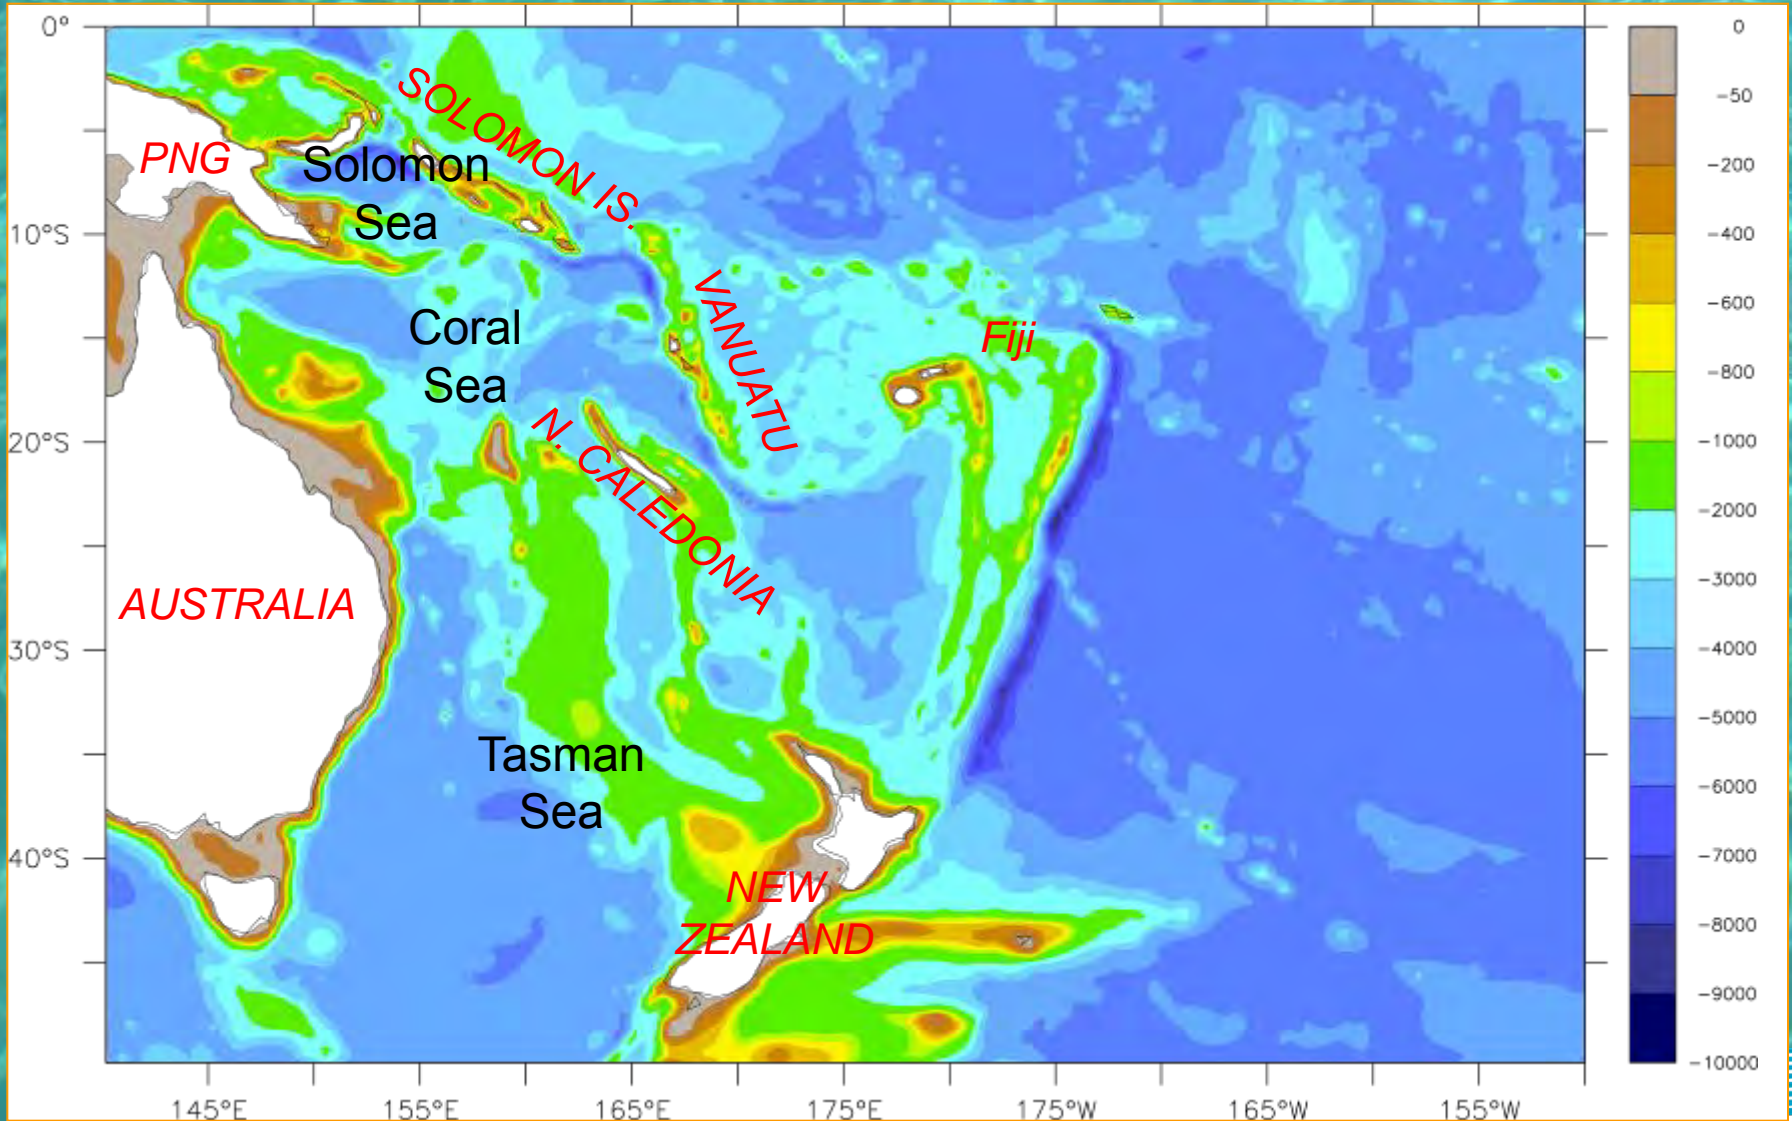 0°
10°S
20°S
30°S
40°S
145°E
155°E
165°E
175°E
175°W
165°W
155°W
PNG
Solomon
Sea
SOLOMON IS.
Coral
Sea
VANUATU
Fiji
N. CALEDONIA
AUSTRALIA
Tasman
Sea
NEW
ZEALAND
0
-50
-200
-400
-600
-800
-1000
-2000
-3000
-4000
-5000
-6000
-7000
-8000
-9000
-10000